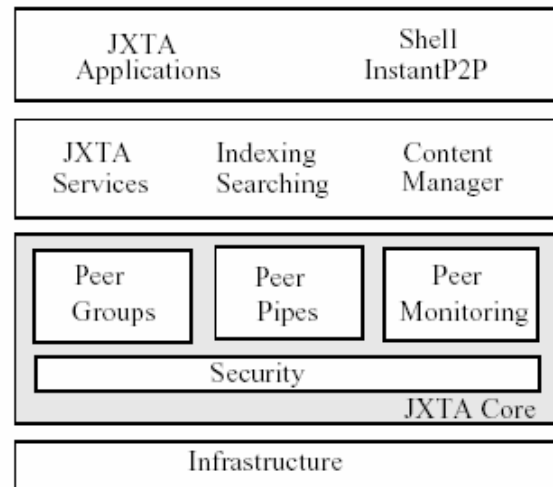 JXTA
Applications
Shell
InstantP2P
JXTA
Services
Indexing
Searching
Content
Manager
Peer
Groups
Peer
Pipes
Peer
Monitoring
Security
JXTA Core
Infrastructure